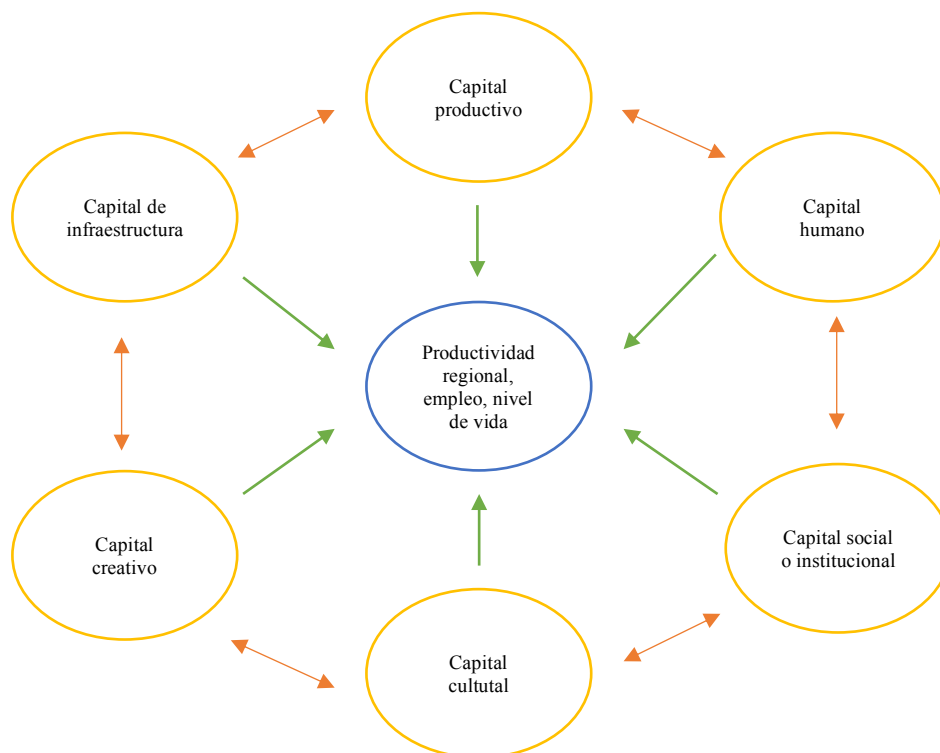 Capital
productivo
Capital de
infraestructura
Capital
humano
Productividad
regional,
empleo, nivel
de vida
Capital
creativo
Capital social
o institucional
Capital
cultutal